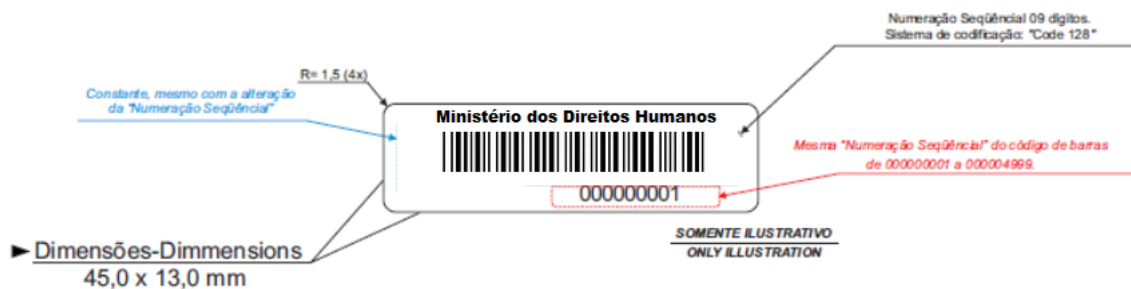 Numeração Seqüêncial 09 dígitos.
Sistema de codificação: "Code 128"
R= 1,5 (4x)
Constante, mesmo com a alteração
da "Numeração Seqüêncial"
Ministério dos Direitos Humanos
Mesma "Numeração Seqüêncial" do código de barras
de 000000001 a 000004999.
000000001
SOMENTE ILUSTRATIVO
ONLY ILLUSTRATION
► Dimensões-Dimmensions
45,0 x 13,0 mm